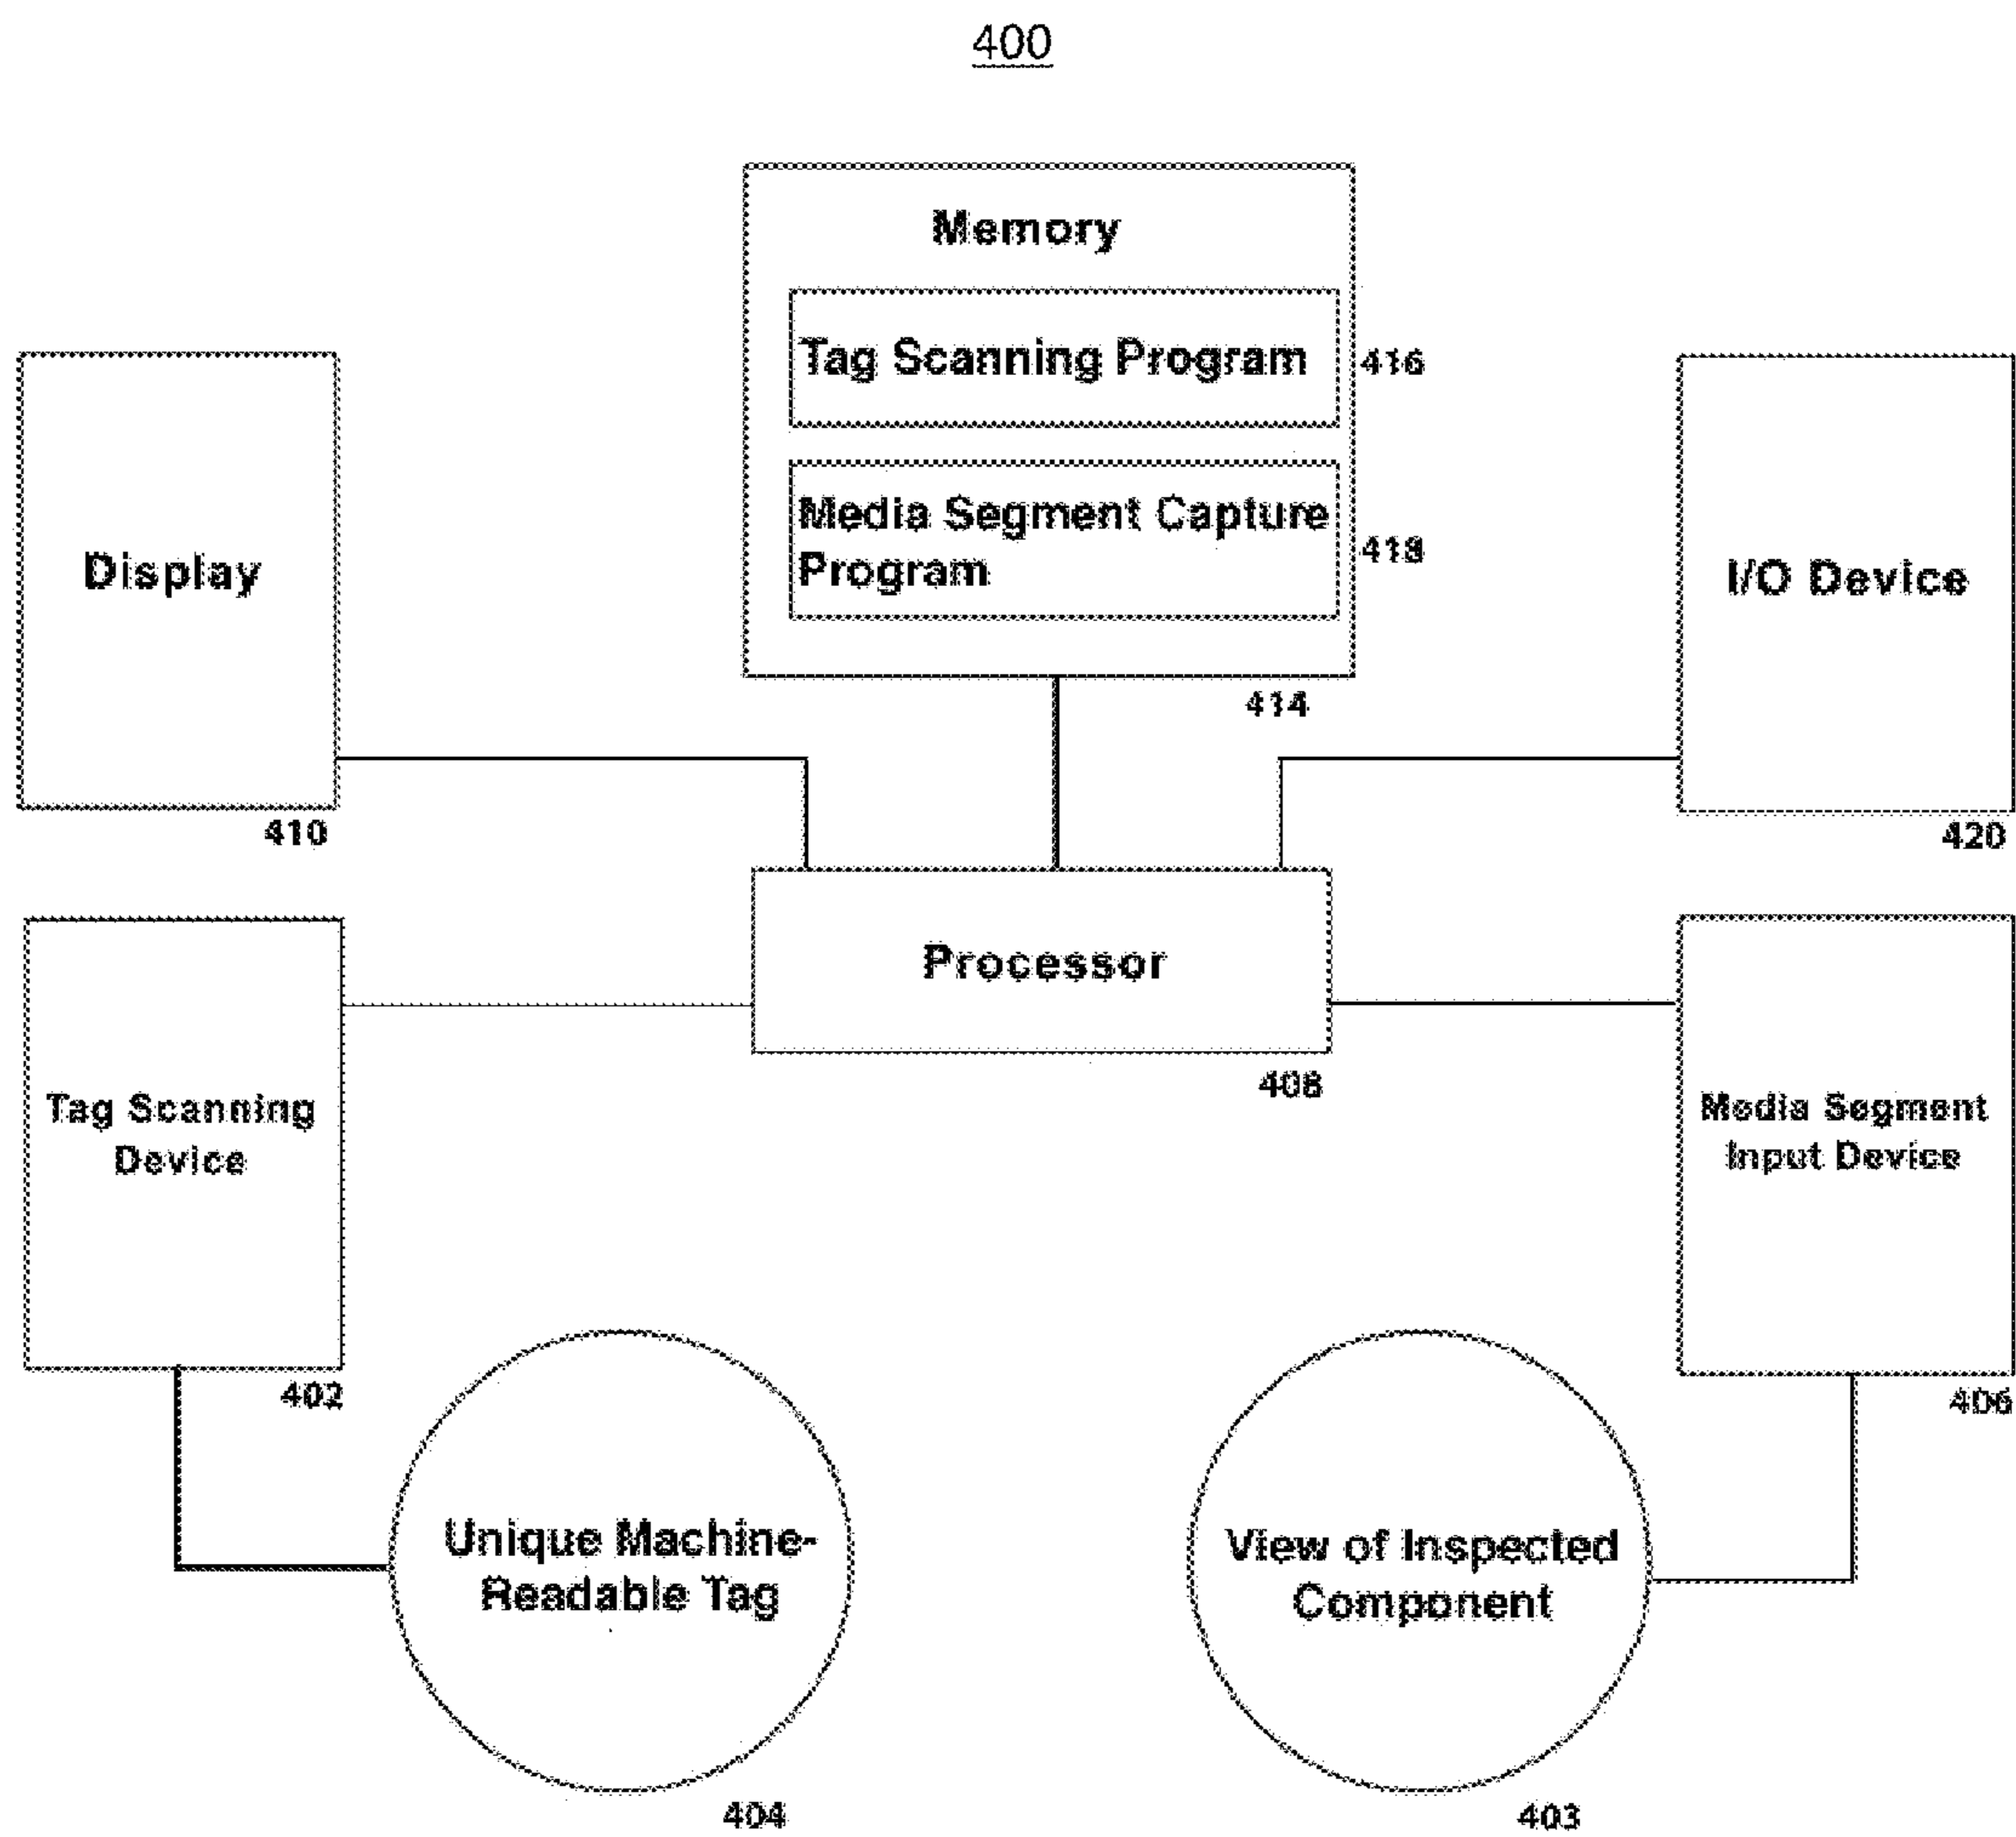 400
Memory
Tag Scanning Program
416
Media Segment Capture
Program
418
414
Display
410
I/O Device
420
Processor
408
Tag Scanning
Device
402
Media Segment
Input Device
406
Unique Machine-
Readable Tag
404
View of Inspected
Component
403